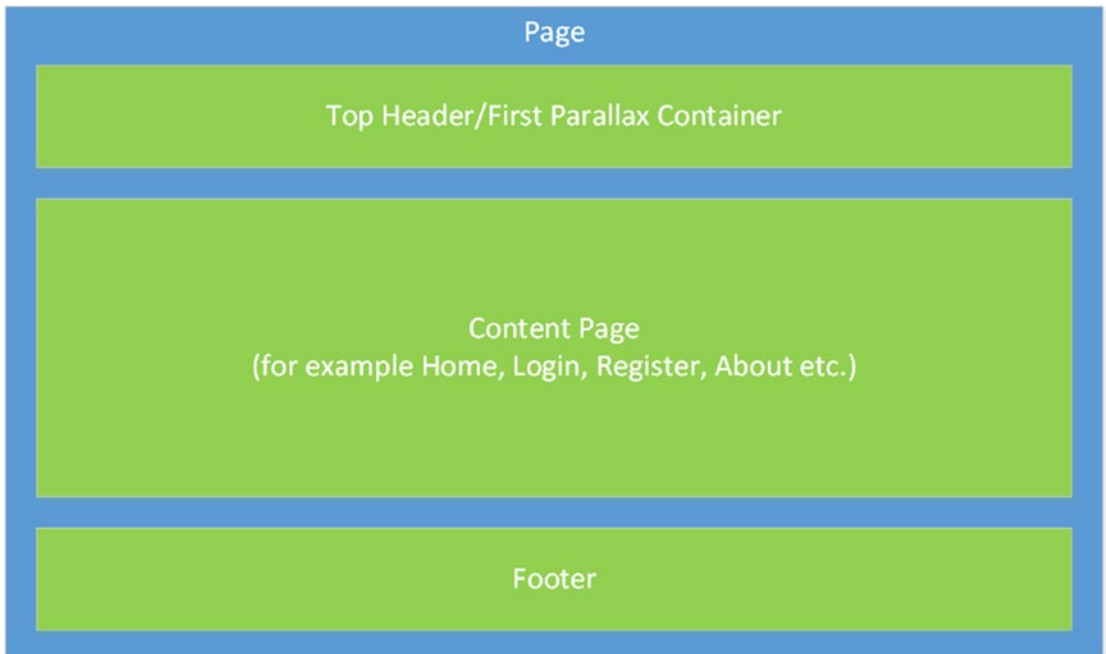 Page
Top Header/First Parallax Container
Content Page
(for example Home, Login, Register, About etc.)
Footer